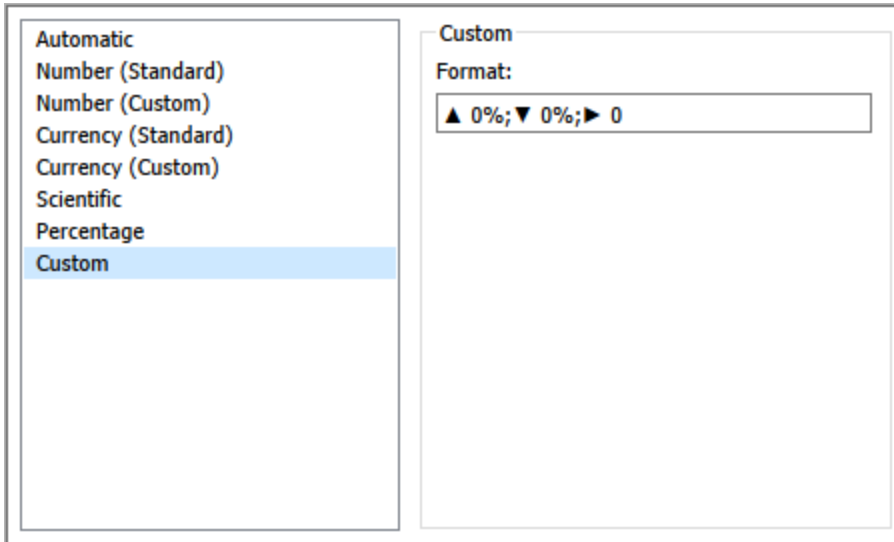 Automatic
Number (Standard)
Number (Custom)
Currency (Standard)
Currency (Custom)
Scientific
Percentage
Custom
Custom
Format:
▲ 0%;▼ 0%;► 0